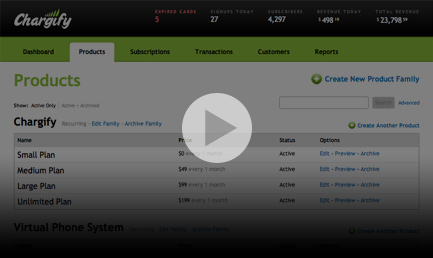 Chargify
EXPIRED CARDS
5
SIGNUPS TODAY
27
SUBSCRIBERS
4,297
REVENUE TODAY
$498
TOTAL REVENUE
$23,798
Dashboard Products Subscriptions Transactions Customers Reports
Products
Create New Product Family
Show: Active Only | Active + Archived
Search Advanced
Chargify Recurring - Edit Family - Archive Family
Create Another Product
Name Price Status Options
Small Plan $0 every 1 month Active Edit - Preview - Archive
Medium Plan $49 every 1 month Active Edit - Preview - Archive
Large Plan $99 every 1 month Active Edit - Preview - Archive
Unlimited Plan $199 every 1 month Active Edit - Preview - Archive
Virtual Phone System Recurring - Edit Family - Archive Family
Create Another Product